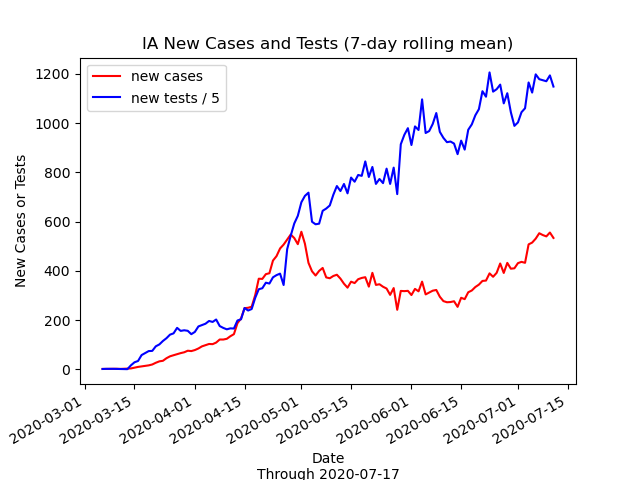 IA New Cases and Tests (7-day rolling mean)
new cases
new tests / 5
New Cases or Tests
1200
1000
800
600
400
200
0
2020-03-01
2020-03-15
2020-04-01
2020-04-15
2020-05-01
2020-05-15
2020-06-01
2020-06-15
2020-07-01
2020-07-15
Date
Through 2020-07-17